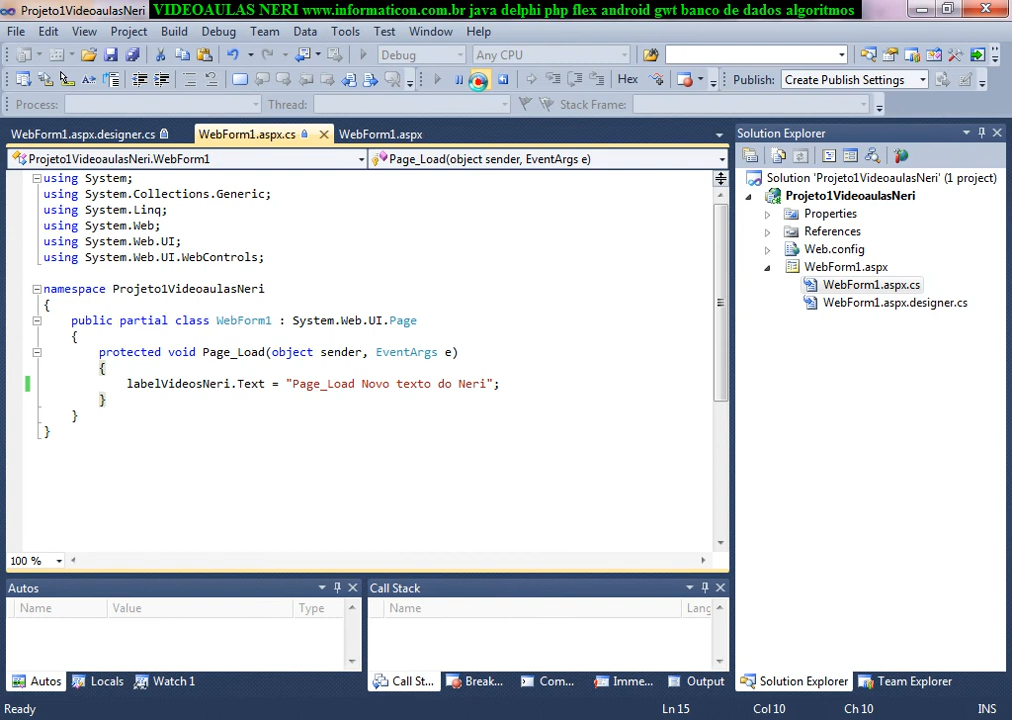 Projeto1VideoaulasNeri
VIDEOAULAS NERI www.informaticon.com.br java delphi php flex android gwt banco de dados algoritmos
File Edit View Project Build Debug Team Data Tools Test Window Help
Debug Any CPU
Hex Publish: Create Publish Settings
Process: Thread: Stack Frame:
WebForm1.aspx.designer.cs WebForm1.aspx.cs WebForm1.aspx
Projeto1VideoaulasNeri.WebForm1 Page_Load(object sender, EventArgs e)
using System;
using System.Collections.Generic;
using System.Linq;
using System.Web;
using System.Web.UI;
using System.Web.UI.WebControls;
namespace Projeto1VideoaulasNeri
{
public partial class WebForm1 : System.Web.UI.Page
{
protected void Page_Load(object sender, EventArgs e)
{
labelVideosNeri.Text = "Page_Load Novo texto do Neri";
}
}
}
100 %
Solution Explorer
Solution 'Projeto1VideoaulasNeri' (1 project)
Projeto1VideoaulasNeri
Properties
References
Web.config
WebForm1.aspx
WebForm1.aspx.cs
WebForm1.aspx.designer.cs
Autos
Name Value Type
Call Stack
Name Lang
Autos Locals Watch 1
Call St... Break... Com... Imme... Output
Solution Explorer Team Explorer
Ready Ln 15 Col 10 Ch 10 INS